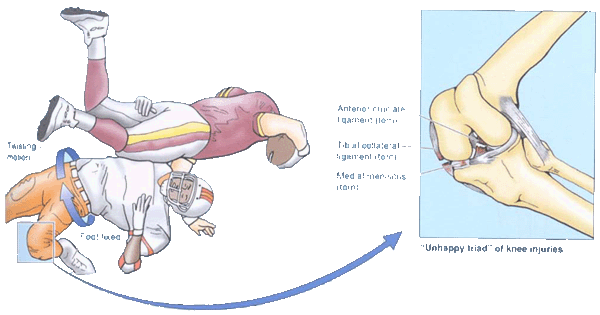 Anterior cruciate
ligament (torn)
Tibial collateral
ligament (torn)
Medial meniscus
(torn)
Twisting
motion
Foot fixed
"Unhappy triad" of knee injuries